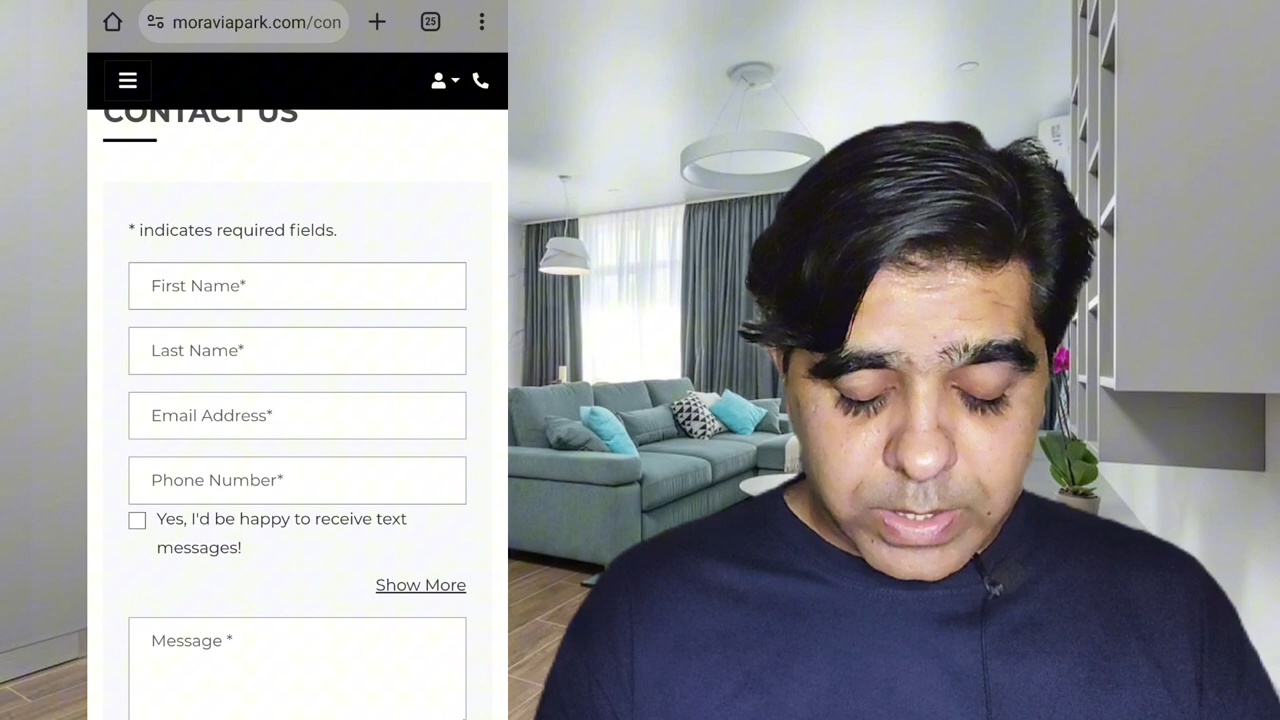 moraviapark.com/con
25
CONTACT US
* indicates required fields.
First Name*
Last Name*
Email Address*
Phone Number*
Yes, I'd be happy to receive text
messages!
Show More
Message *